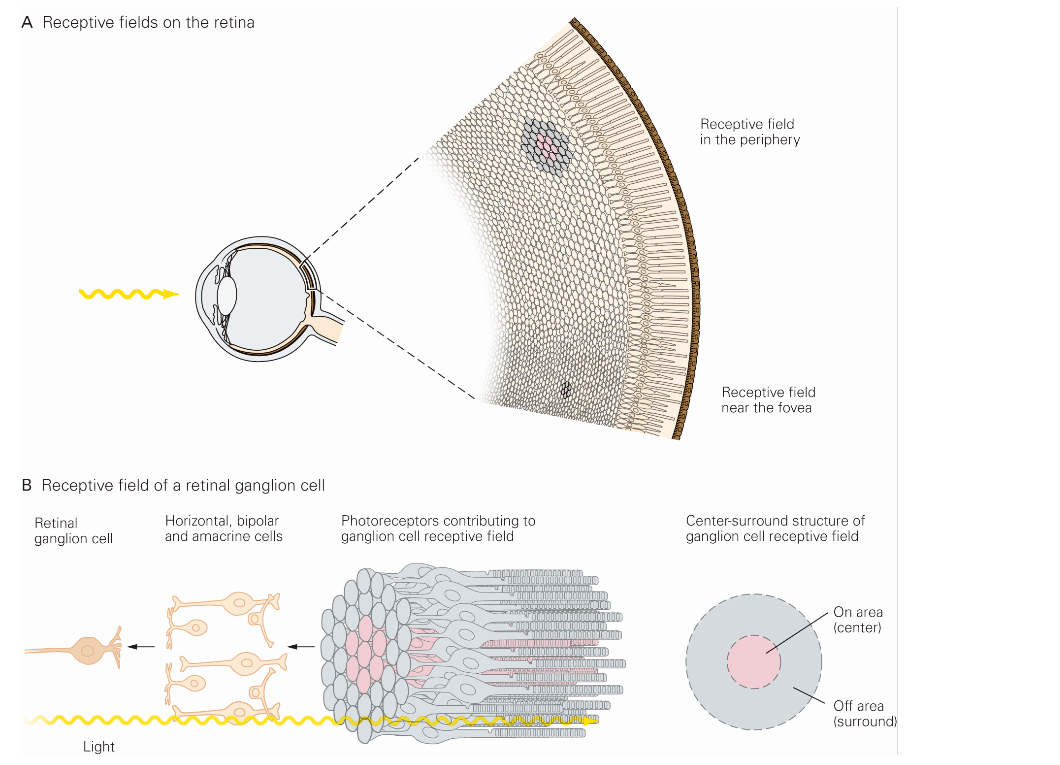 A Receptive fields on the retina
Receptive field
in the periphery
Receptive field
near the fovea
B Receptive field of a retinal ganglion cell
Retinal
ganglion cell
Horizontal, bipolar
and amacrine cells
Photoreceptors contributing to
ganglion cell receptive field
Center-surround structure of
ganglion cell receptive field
On area
(center)
Off area
(surround)
Light